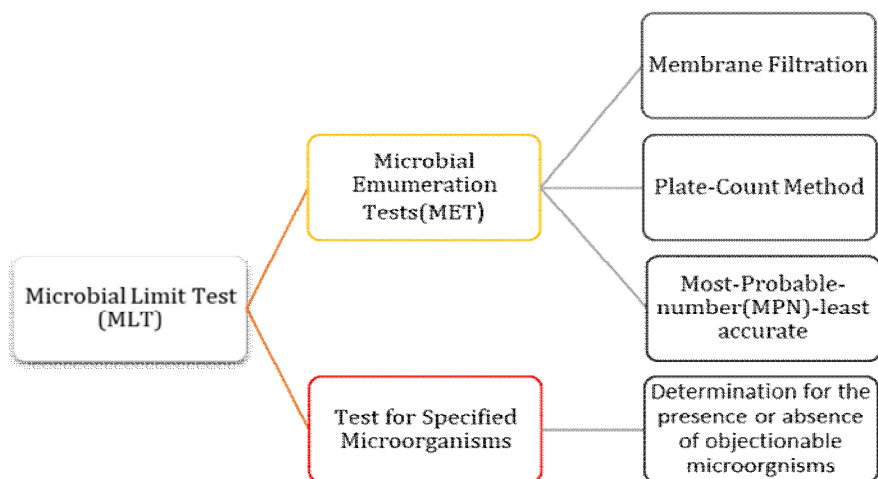 Microbial Limit Test
(MLT)
Microbial
Emumeration
Tests(MET)
Test for Specified
Microorganisms
Membrane Filtration
Plate-Count Method
Most-Probable-
number(MPN)-least
accurate
Determination for the
presence or absence
of objectionable
microorgnisms